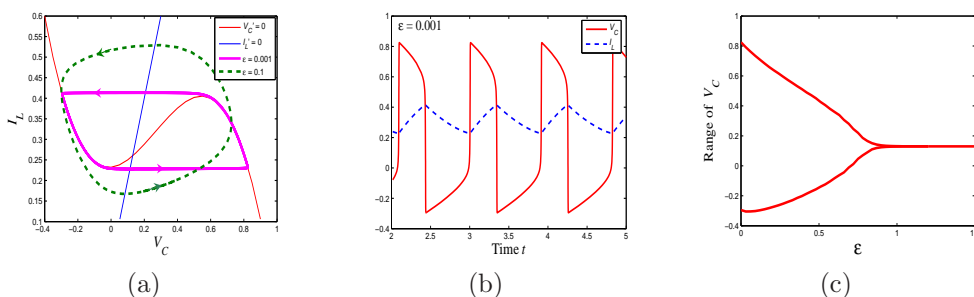 V_C' = 0
I_L' = 0
ε = 0.001
ε = 0.1
0.6
0.55
0.5
0.45
0.4
0.35
0.3
0.25
0.2
0.15
0.1
I_L
−0.4 −0.2 0 0.2 0.4 0.6 0.8 1
V_C
(a)
ε = 0.001
V_C
I_L
1
0.8
0.6
0.4
0.2
0
−0.2
−0.4
2 2.5 3 3.5 4 4.5 5
Time t
(b)
Range of V_C
1
0.8
0.6
0.4
0.2
0
−0.2
−0.4
0 0.5 1 1.5
ε
(c)